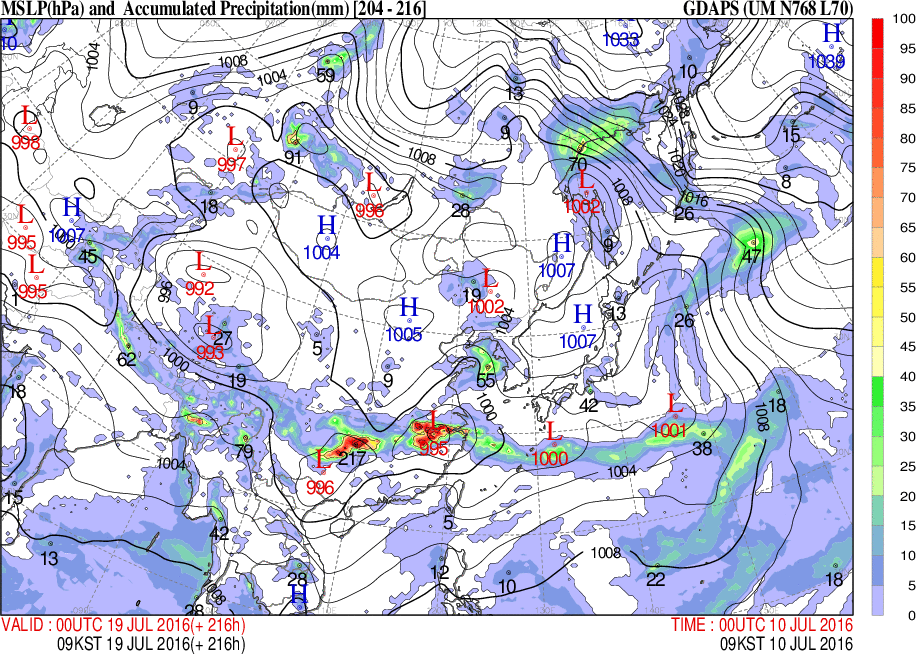 MSLP(hPa) and Accumulated Precipitation(mm) [204 - 216] GDAPS (UM N768 L70)
100
H 1033 H
10 1004 1008 1039
59 1004 10
95
90
9 13
L 998 L 997 91 9 15
85
80
1008 70
75
L 996 L 1002 1008 1020 8
18 28 1016
70
H 1007 H 1004 26
65
L 995 45 H 1007 9 47
60
L 995 L 992 19 L 1002
55
996 H 1005 H 1007 13
50
L 993 27 1004 26
5
62 1000
45
18 19 9 55 42 18
40
1000 L L 1008
35
79 217 L 995 L 1000 1001 38
30
1004 L 996 1004
25
15
20
42 5
15
13 1008
10
28 12 10 22 18
5
28 1008 H
0
VALID : 00UTC 19 JUL 2016(+ 216h) TIME : 00UTC 10 JUL 2016
09KST 19 JUL 2016(+ 216h) 09KST 10 JUL 2016